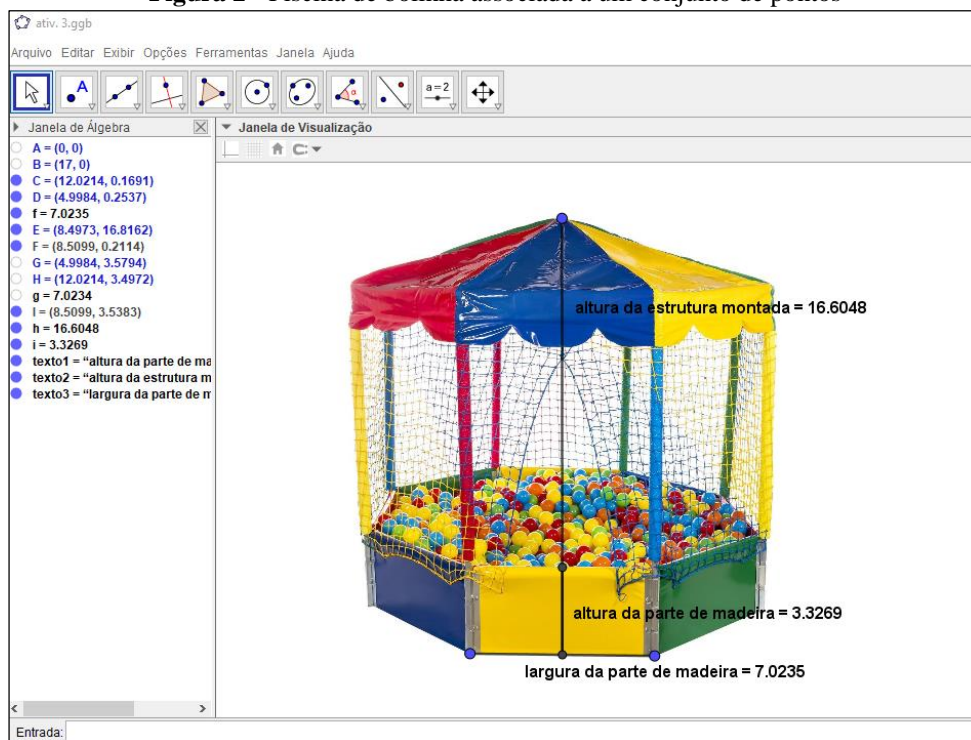 Figura 2 - Piscina de bolinha associada a um conjunto de pontos
ativ. 3.ggb
Arquivo Editar Exibir Opções Ferramentas Janela Ajuda
A
α
a=2
Janela de Álgebra
A = (0, 0)
B = (17, 0)
C = (12.0214, 0.1691)
D = (4.9984, 0.2537)
f = 7.0235
E = (8.4973, 16.8162)
F = (8.5099, 0.2114)
G = (4.9984, 3.5794)
H = (12.0214, 3.4972)
g = 7.0234
I = (8.5099, 3.5383)
h = 16.6048
i = 3.3269
texto1 = “altura da parte de ma
texto2 = “altura da estrutura m
texto3 = “largura da parte de m
Janela de Visualização
altura da estrutura montada = 16.6048
altura da parte de madeira = 3.3269
largura da parte de madeira = 7.0235
Entrada: